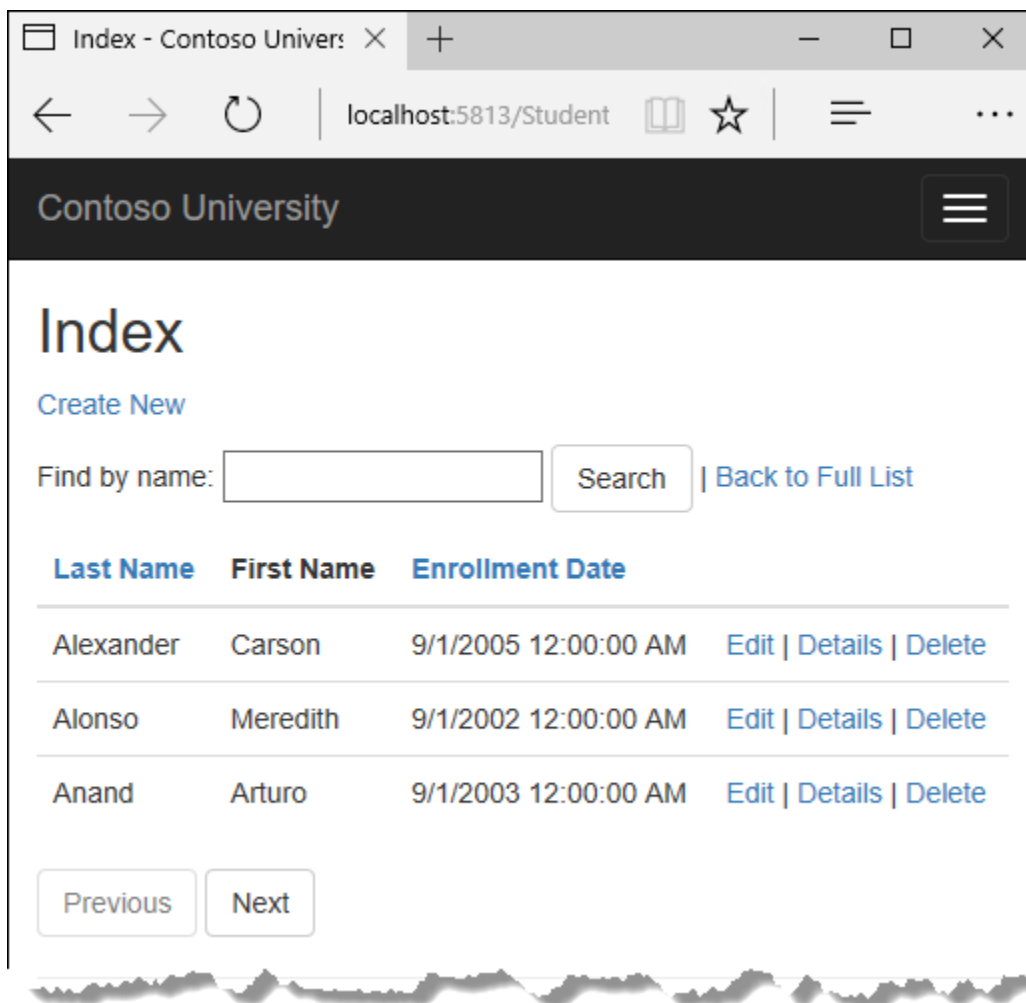 Index - Contoso Univers
localhost:5813/Student
Contoso University
Index
Create New
Find by name: Search | Back to Full List
Last Name First Name Enrollment Date
Alexander Carson 9/1/2005 12:00:00 AM Edit | Details | Delete
Alonso Meredith 9/1/2002 12:00:00 AM Edit | Details | Delete
Anand Arturo 9/1/2003 12:00:00 AM Edit | Details | Delete
Previous Next